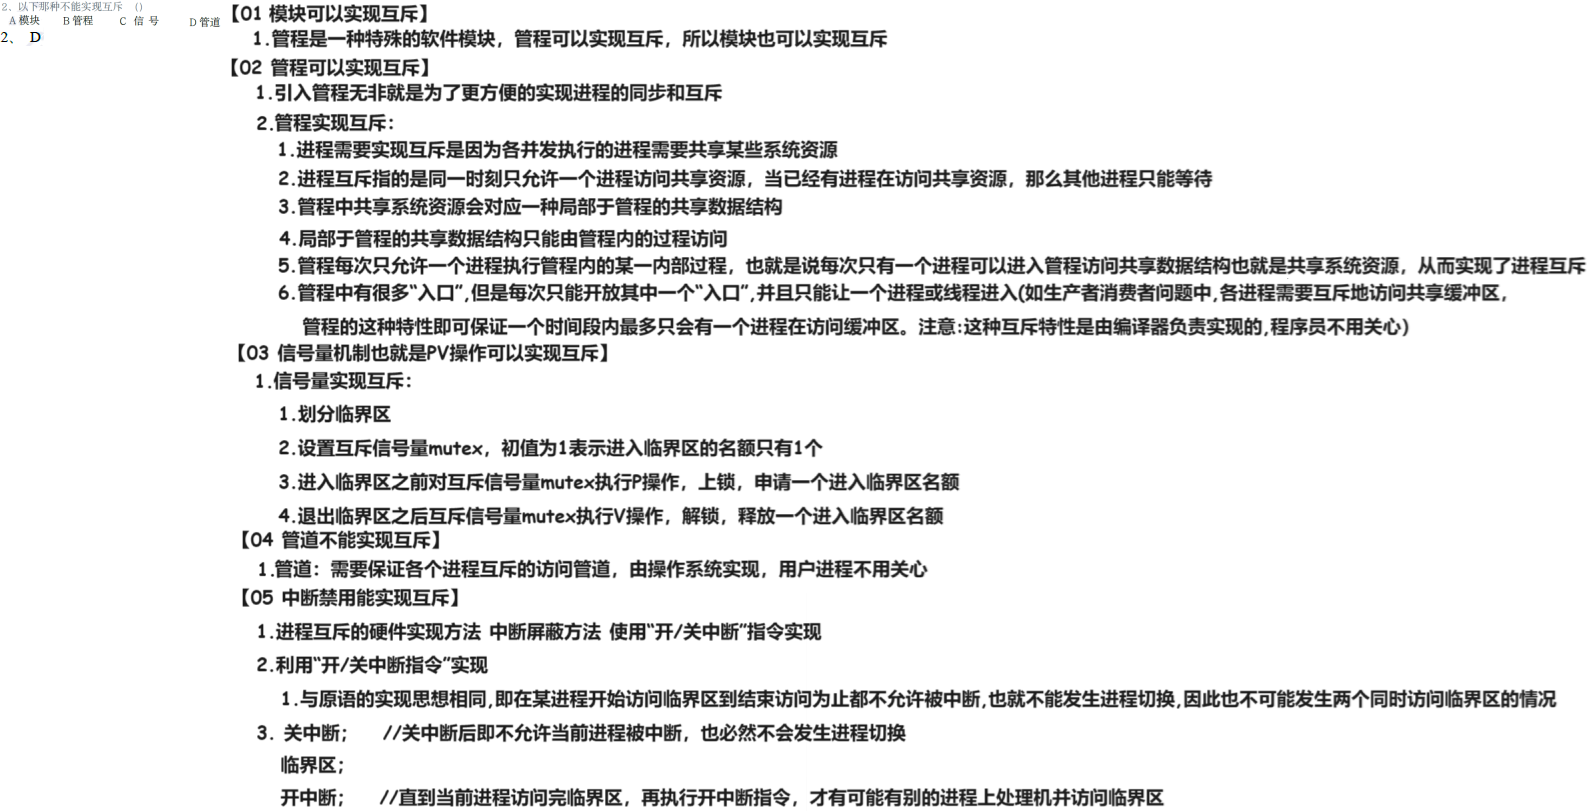 2、以下那种不能实现互斥 （）
A 模块 B 管程 C 信 号 D 管道
2、 D
【01 模块可以实现互斥】
1.管程是一种特殊的软件模块，管程可以实现互斥，所以模块也可以实现互斥
【02 管程可以实现互斥】
1.引入管程无非就是为了更方便的实现进程的同步和互斥
2.管程实现互斥：
1.进程需要实现互斥是因为各并发执行的进程需要共享某些系统资源
2.进程互斥指的是同一时刻只允许一个进程访问共享资源，当已经有进程在访问共享资源，那么其他进程只能等待
3.管程中共享系统资源会对应一种局部于管程的共享数据结构
4.局部于管程的共享数据结构只能由管程内的过程访问
5.管程每次只允许一个进程执行管程内的某一内部过程，也就是说每次只有一个进程可以进入管程访问共享数据结构也就是共享系统资源，从而实现了进程互斥
6.管程中有很多“入口”,但是每次只能开放其中一个“入口”,并且只能让一个进程或线程进入(如生产者消费者问题中,各进程需要互斥地访问共享缓冲区，
管程的这种特性即可保证一个时间段内最多只会有一个进程在访问缓冲区。注意:这种互斥特性是由编译器负责实现的,程序员不用关心)
【03 信号量机制也就是PV操作可以实现互斥】
1.信号量实现互斥：
1.划分临界区
2.设置互斥信号量mutex，初值为1表示进入临界区的名额只有1个
3.进入临界区之前对互斥信号量mutex执行P操作，上锁，申请一个进入临界区名额
4.退出临界区之后互斥信号量mutex执行V操作，解锁，释放一个进入临界区名额
【04 管道不能实现互斥】
1.管道：需要保证各个进程互斥的访问管道，由操作系统实现，用户进程不用关心
【05 中断禁用能实现互斥】
1.进程互斥的硬件实现方法 中断屏蔽方法 使用“开/关中断”指令实现
2.利用“开/关中断指令”实现
1.与原语的实现思想相同,即在某进程开始访问临界区到结束访问为止都不允许被中断,也就不能发生进程切换,因此也不可能发生两个同时访问临界区的情况
3. 关中断； //关中断后即不允许当前进程被中断，也必然不会发生进程切换
临界区；
开中断； //直到当前进程访问完临界区，再执行开中断指令，才有可能有别的进程上处理机并访问临界区